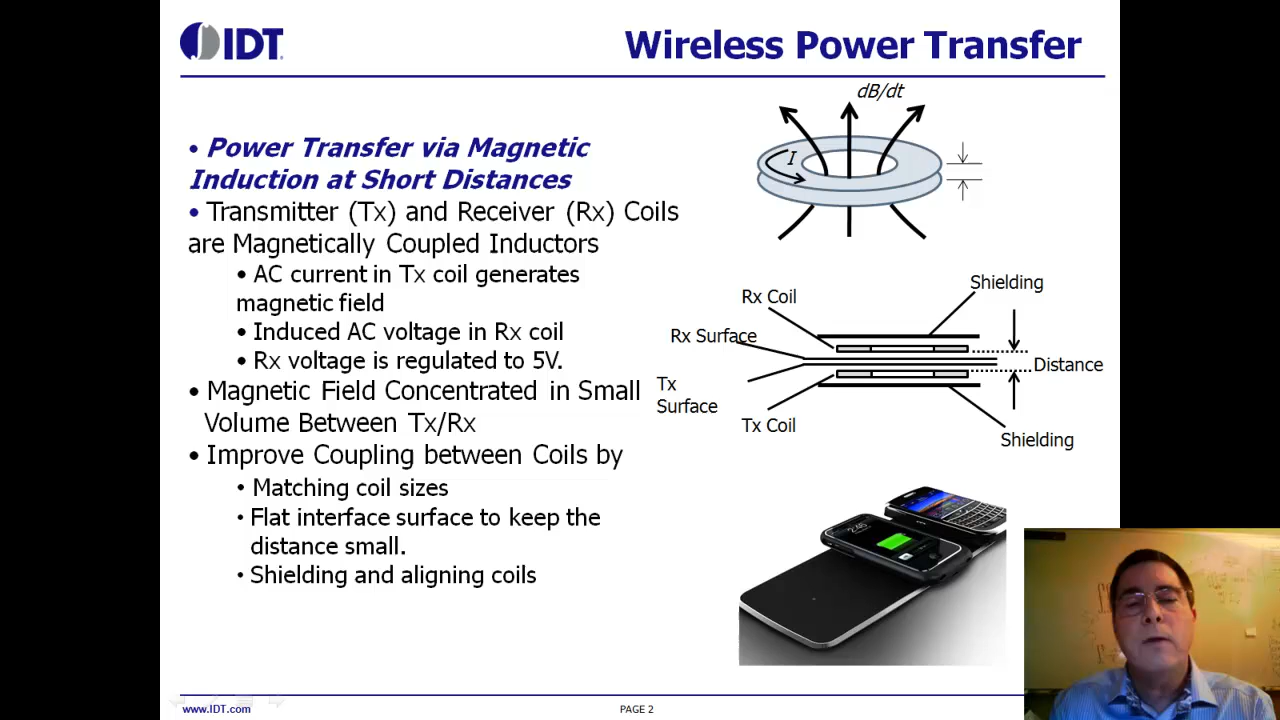 IDT
Wireless Power Transfer
• Power Transfer via Magnetic
Induction at Short Distances
• Transmitter (Tx) and Receiver (Rx) Coils
are Magnetically Coupled Inductors
• AC current in Tx coil generates
magnetic field
• Induced AC voltage in Rx coil
• Rx voltage is regulated to 5V.
• Magnetic Field Concentrated in Small
Volume Between Tx/Rx
• Improve Coupling between Coils by
• Matching coil sizes
• Flat interface surface to keep the
distance small.
• Shielding and aligning coils
dB/dt
I
Shielding
Rx Coil
Rx Surface
Distance
Tx
Surface
Tx Coil
Shielding
2:45
www.IDT.com
PAGE 2